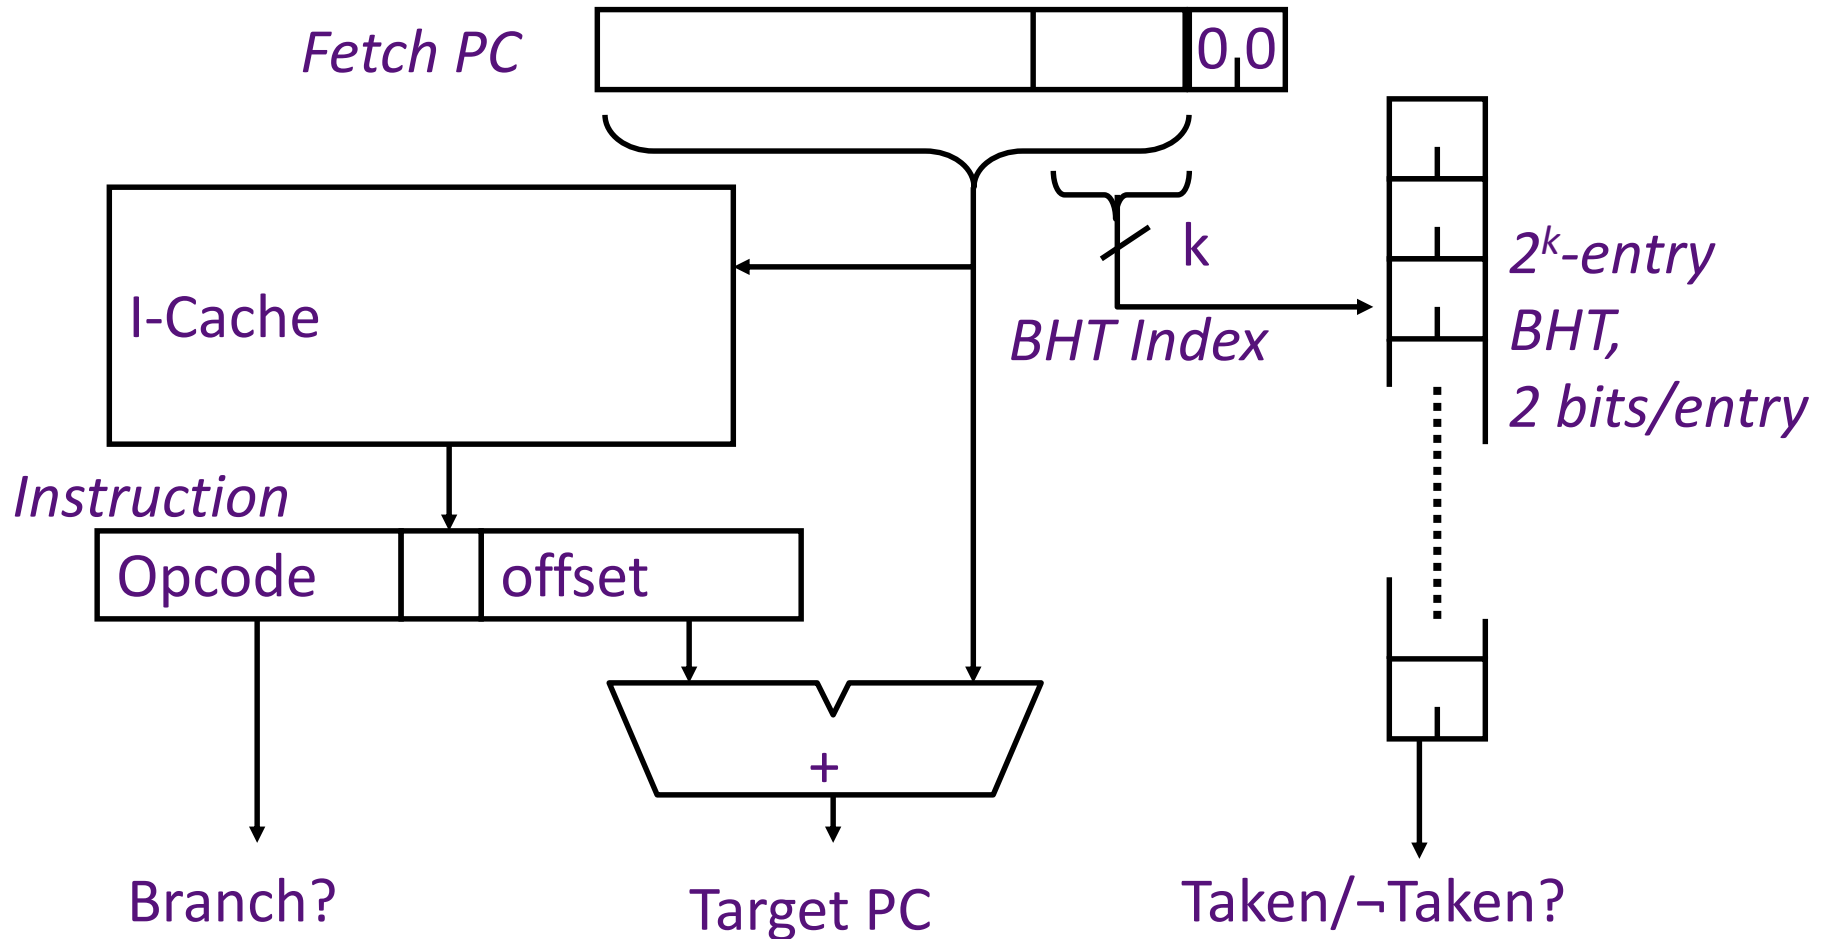 Fetch PC
0 0
k
2^k-entry
BHT,
2 bits/entry
I-Cache
BHT Index
Instruction
Opcode
offset
+
Branch?
Target PC
Taken/¬Taken?